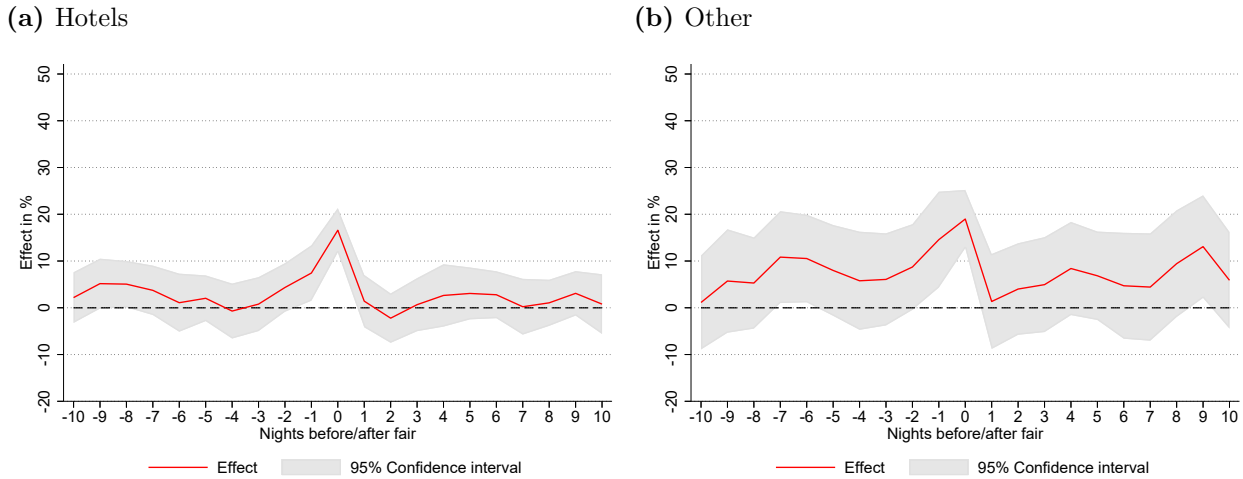 (a) Hotels
50
40
30
20
10
0
-10
-20
Effect in %
-10 -9 -8 -7 -6 -5 -4 -3 -2 -1 0 1 2 3 4 5 6 7 8 9 10
Nights before/after fair
Effect 95% Confidence interval
(b) Other
50
40
30
20
10
0
-10
-20
Effect in %
-10 -9 -8 -7 -6 -5 -4 -3 -2 -1 0 1 2 3 4 5 6 7 8 9 10
Nights before/after fair
Effect 95% Confidence interval